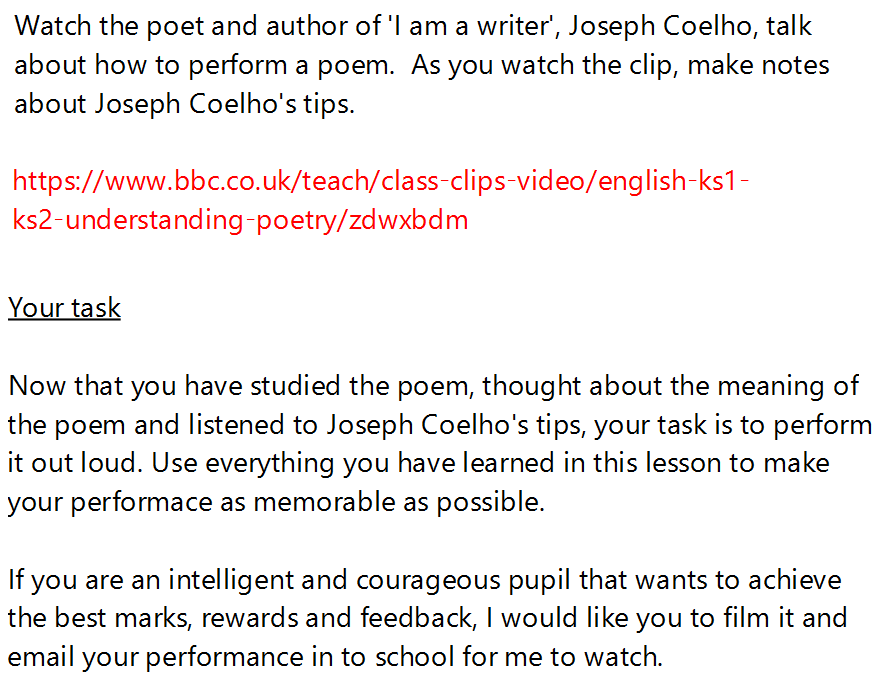 Watch the poet and author of 'I am a writer', Joseph Coelho, talk
about how to perform a poem.  As you watch the clip, make notes
about Joseph Coelho's tips.
https://www.bbc.co.uk/teach/class-clips-video/english-ks1-
ks2-understanding-poetry/zdwxbdm
Your task
Now that you have studied the poem, thought about the meaning of
the poem and listened to Joseph Coelho's tips, your task is to perform
it out loud. Use everything you have learned in this lesson to make
your performace as memorable as possible.
If you are an intelligent and courageous pupil that wants to achieve
the best marks, rewards and feedback, I would like you to film it and
email your performance in to school for me to watch.